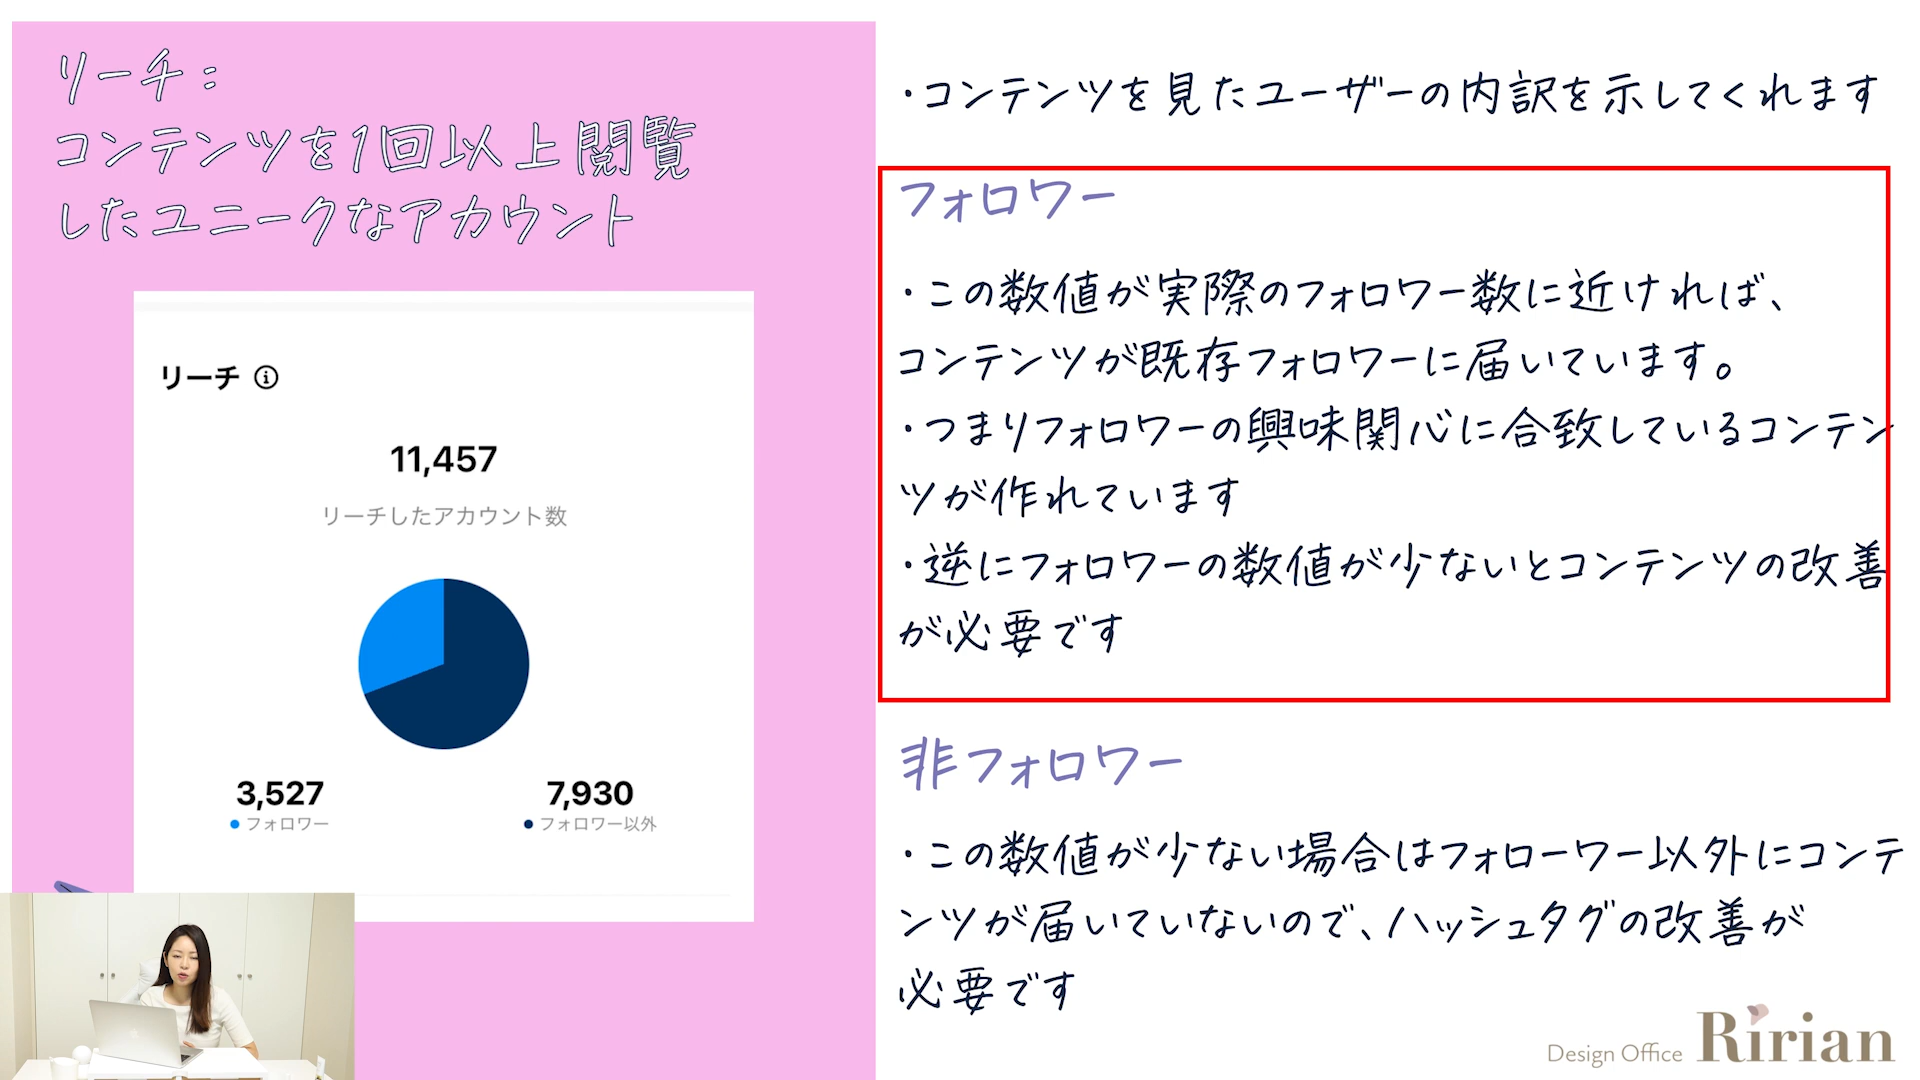 リーチ：
コンテンツを1回以上閲覧
したユニークなアカウント
リーチ
11,457
リーチしたアカウント数
3,527
フォロワー
7,930
フォロワー以外
・コンテンツを見たユーザーの内訳を示してくれます
フォロワー
・この数値が実際のフォロワー数に近ければ、
コンテンツが既存フォロワーに届いています。
・つまりフォロワーの興味関心に合致しているコンテン
ツが作れています
・逆にフォロワーの数値が少ないとコンテンツの改善
が必要です
非フォロワー
・この数値が少ない場合はフォローワー以外にコンテ
ンツが届いていないので、ハッシュタグの改善が
必要です
Design Office Ririan